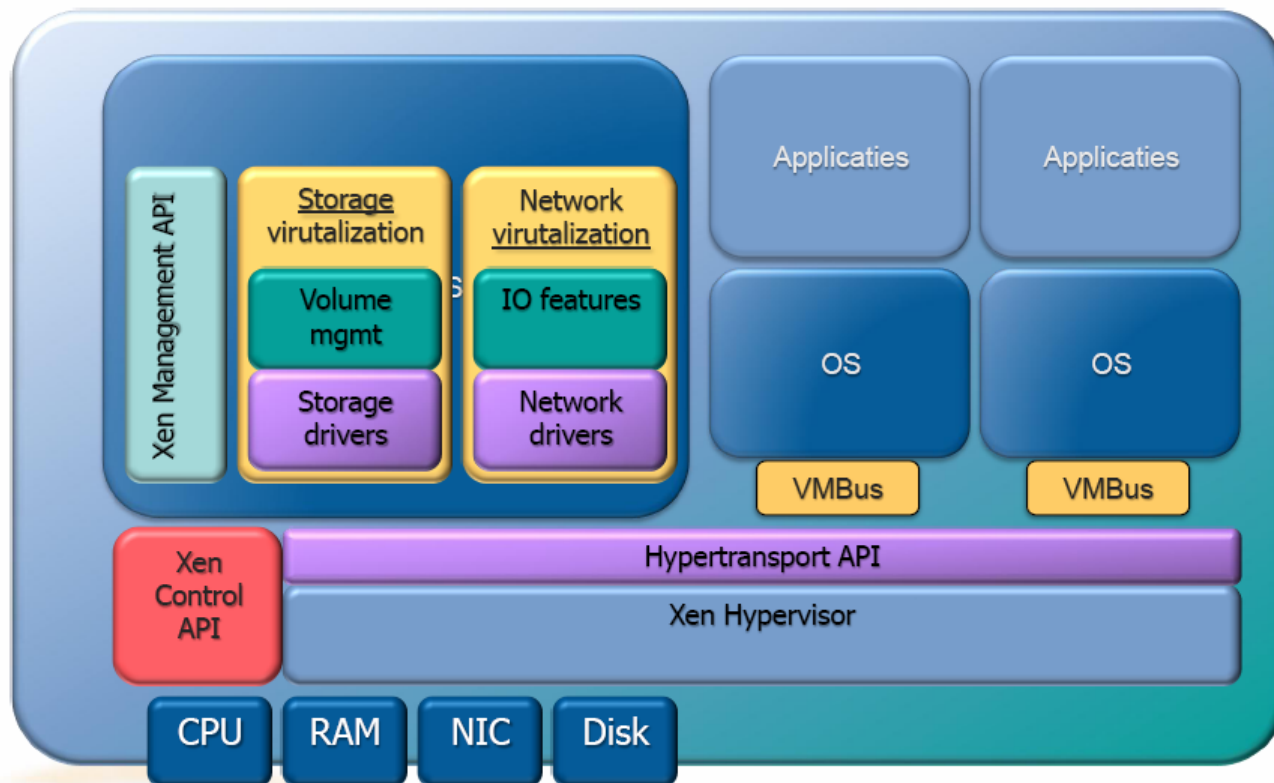 Xen Management API
Storage
virutalization
Volume
mgmt
Storage
drivers
Network
virutalization
IO features
Network
drivers
Applicaties
Applicaties
OS
OS
VMBus
VMBus
Xen
Control
API
Hypertransport API
Xen Hypervisor
CPU
RAM
NIC
Disk